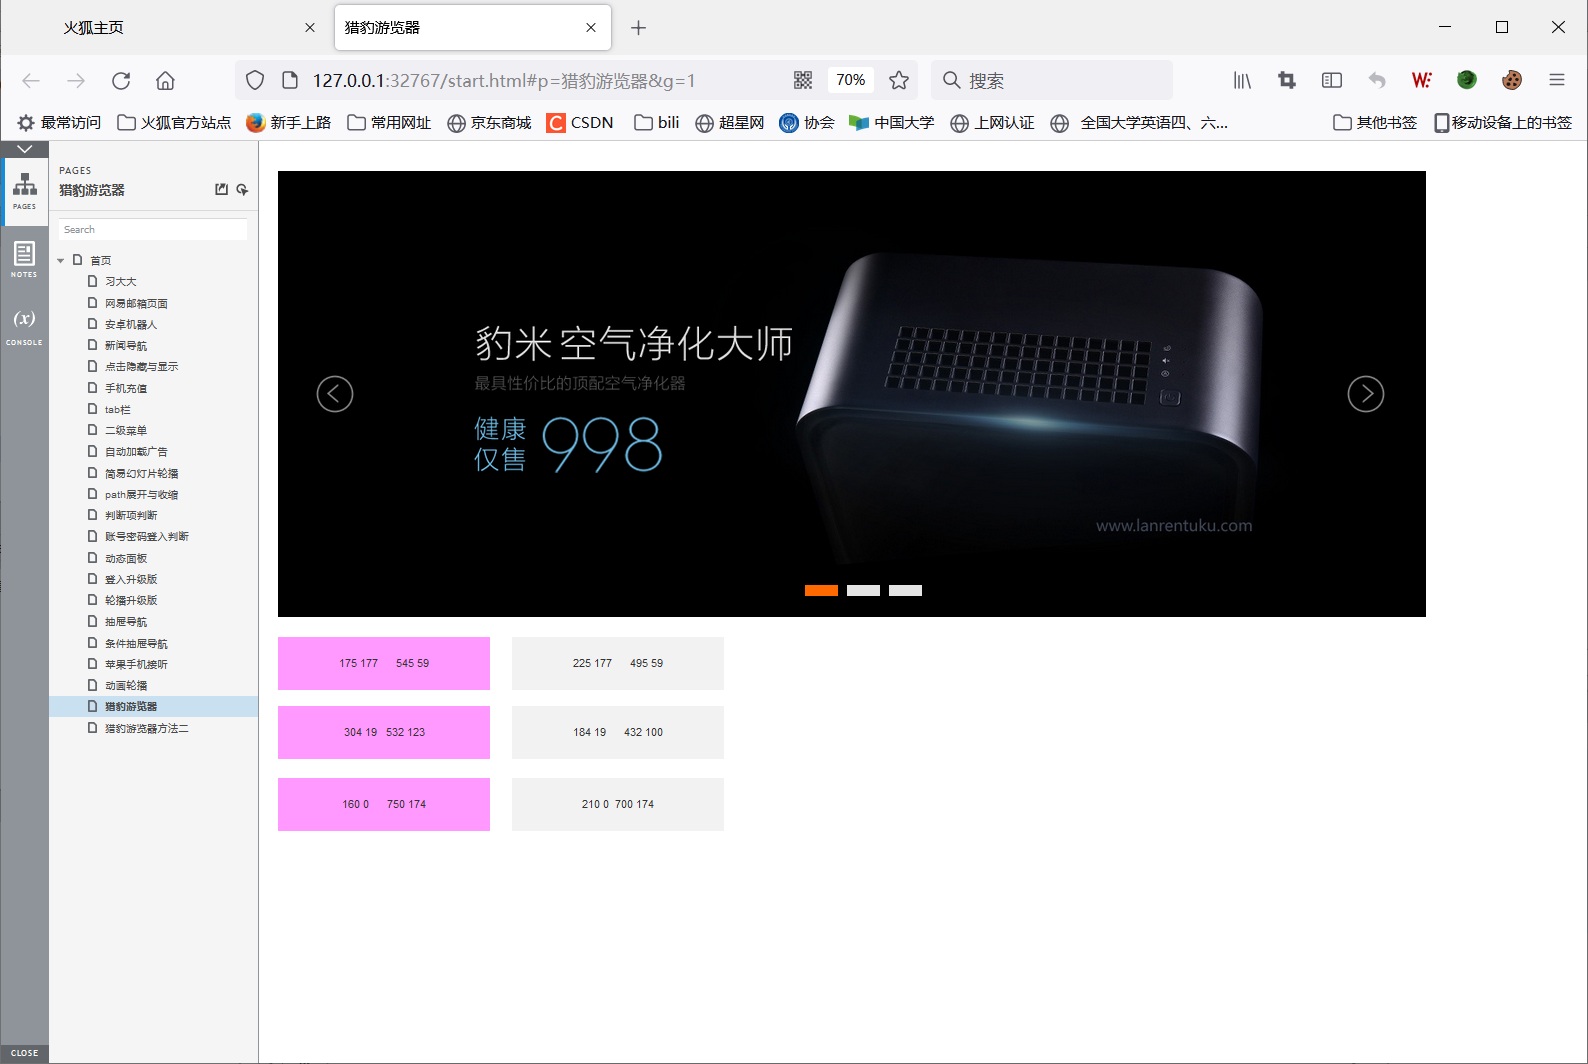 火狐主页
猎豹游览器
127.0.0.1:32767/start.html#p=猎豹游览器&g=1
70%
搜索
最常访问 火狐官方站点 新手上路 常用网址 京东商城 CSDN bili 超星网 协会 中国大学 上网认证 全国大学英语四、六... 其他书签 移动设备上的书签
PAGES
NOTES
(x)
CONSOLE
CLOSE
PAGES
猎豹游览器
Search
首页
习大大
网易邮箱页面
安卓机器人
新闻导航
点击隐藏与显示
手机充值
tab栏
二级菜单
自动加载广告
简易幻灯片轮播
path展开与收缩
判断项判断
账号密码登入判断
动态面板
登入升级版
轮播升级版
抽屉导航
条件抽屉导航
苹果手机接听
动画轮播
猎豹游览器
猎豹游览器方法二
豹米 空气净化大师
最具性价比的顶配空气净化器
健康
仅售 998
www.lanrentuku.com
175 177 545 59
225 177 495 59
304 19 532 123
184 19 432 100
160 0 750 174
210 0 700 174